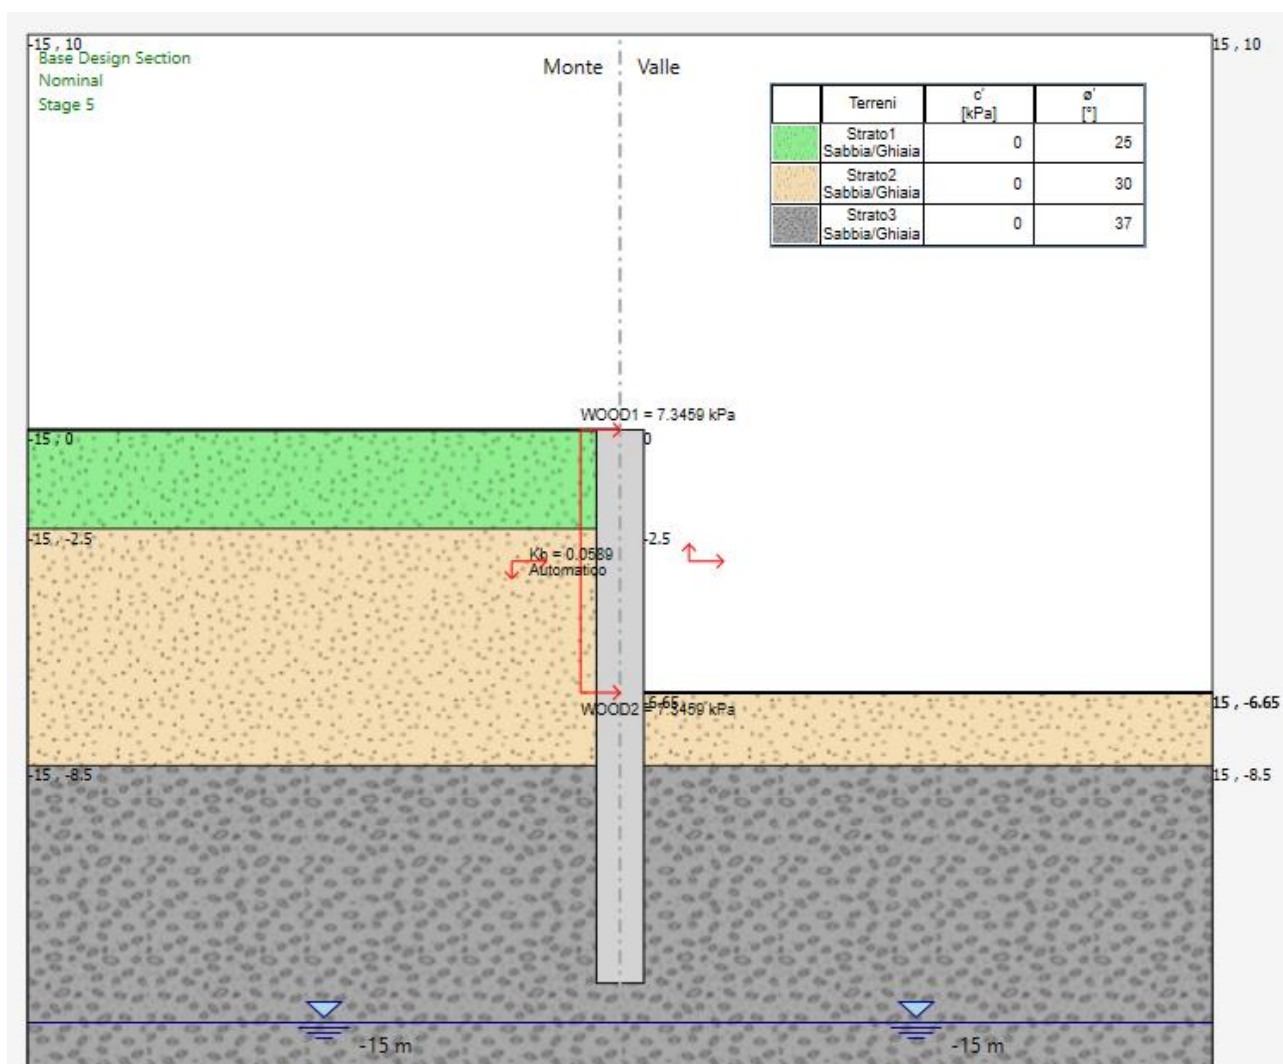 -15 , 10
15 , 10
Base Design Section
Nominal
Stage 5
Monte
Valle
Terreni
c'
[kPa]
ø'
[°]
Strato1
Sabbia/Ghiaia
0
25
Strato2
Sabbia/Ghiaia
0
30
Strato3
Sabbia/Ghiaia
0
37
WOOD1 = 7.3459 kPa
-15 , 0
0
-15 , -2.5
-2.5
Kh = 0.0589
Automatico
-6.65
WOOD2 = 7.3459 kPa
15 , -6.65
-15 , -8.5
15 , -8.5
-15 m
-15 m